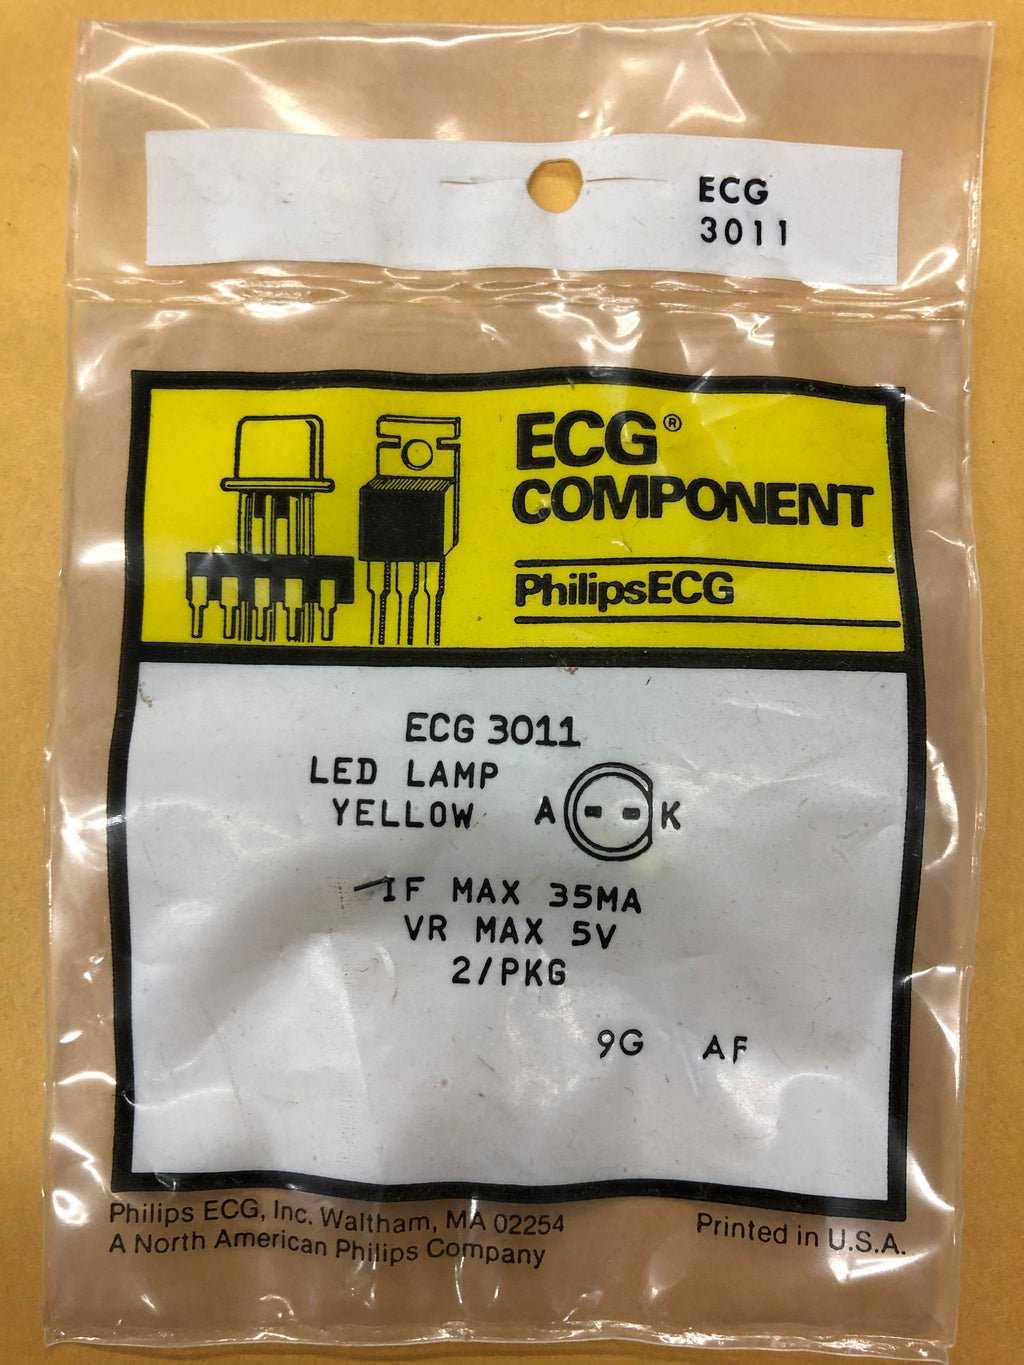 ECG
3011
ECG®
COMPONENT
PhilipsECG
ECG 3011
LED LAMP
YELLOW A K
IF MAX 35MA
VR MAX 5V
2/PKG
9G AF
Philips ECG, Inc. Waltham, MA 02254
A North American Philips Company
Printed in U.S.A.